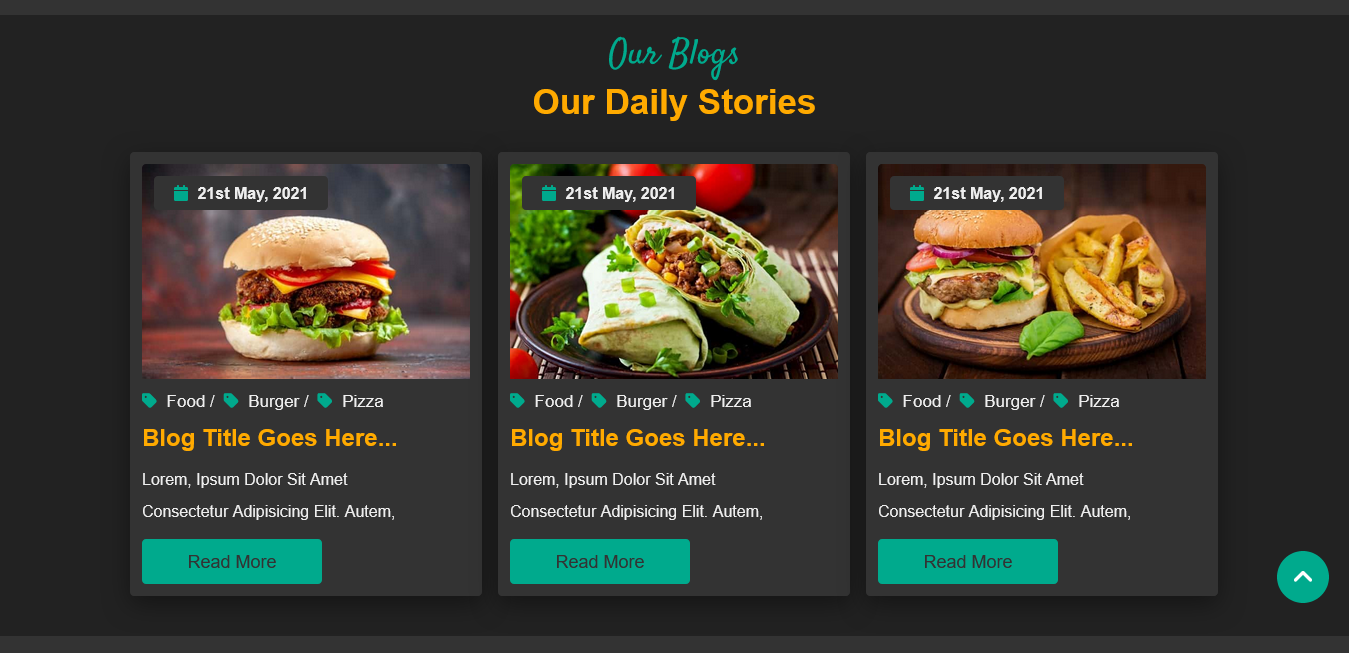 Our Blogs
Our Daily Stories
21st May, 2021
Food / Burger / Pizza
Blog Title Goes Here...
Lorem, Ipsum Dolor Sit Amet
Consectetur Adipisicing Elit. Autem,
Read More
21st May, 2021
Food / Burger / Pizza
Blog Title Goes Here...
Lorem, Ipsum Dolor Sit Amet
Consectetur Adipisicing Elit. Autem,
Read More
21st May, 2021
Food / Burger / Pizza
Blog Title Goes Here...
Lorem, Ipsum Dolor Sit Amet
Consectetur Adipisicing Elit. Autem,
Read More